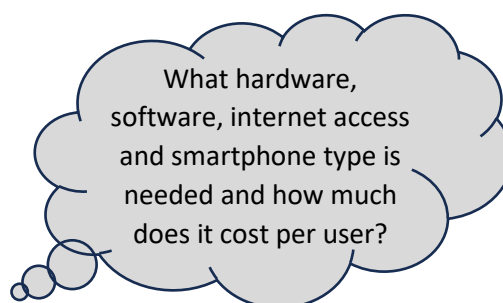 What hardware,
software, internet access
and smartphone type is
needed and how much
does it cost per user?